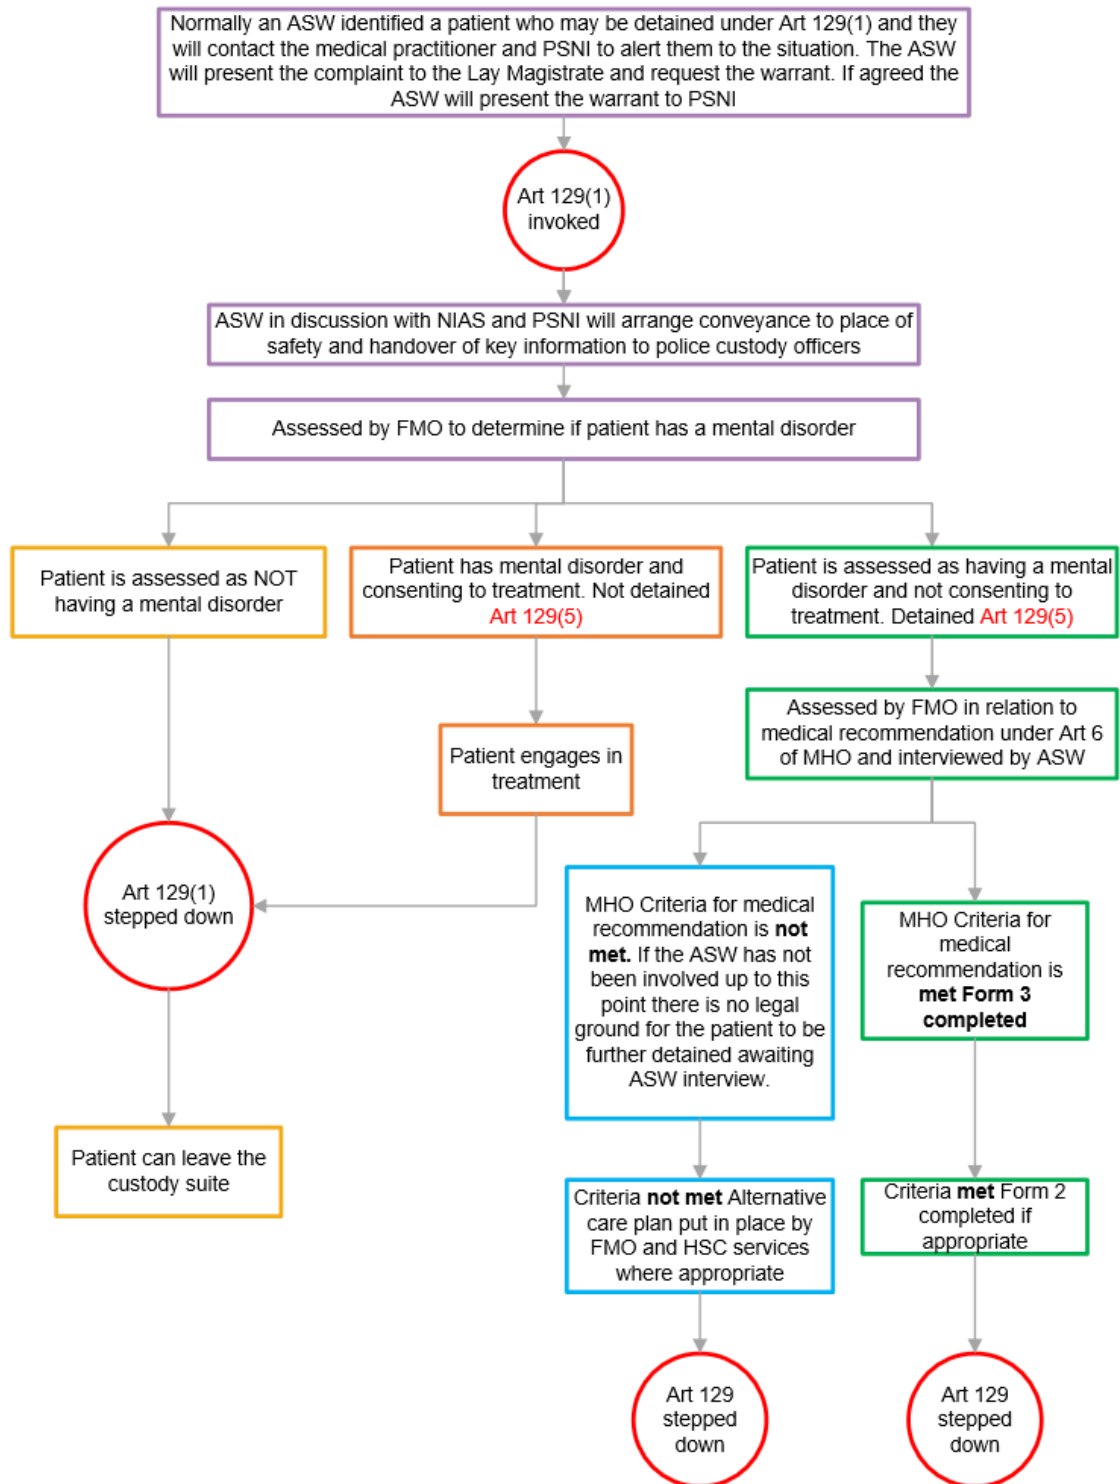 Normally an ASW identified a patient who may be detained under Art 129(1) and they
will contact the medical practitioner and PSNI to alert them to the situation. The ASW
will present the complaint to the Lay Magistrate and request the warrant. If agreed the
ASW will present the warrant to PSNI
Art 129(1)
invoked
ASW in discussion with NIAS and PSNI will arrange conveyance to place of
safety and handover of key information to police custody officers
Assessed by FMO to determine if patient has a mental disorder
Patient is assessed as NOT
having a mental disorder
Patient has mental disorder and
consenting to treatment. Not detained
Art 129(5)
Patient is assessed as having a mental
disorder and not consenting to
treatment. Detained Art 129(5)
Assessed by FMO in relation to
medical recommendation under Art 6
of MHO and interviewed by ASW
Patient engages in
treatment
Art 129(1)
stepped down
MHO Criteria for medical
recommendation is not
met. If the ASW has not
been involved up to this
point there is no legal
ground for the patient to be
further detained awaiting
ASW interview.
MHO Criteria for
medical
recommendation is
met Form 3
completed
Patient can leave the
custody suite
Criteria not met Alternative
care plan put in place by
FMO and HSC services
where appropriate
Criteria met Form 2
completed if
appropriate
Art 129
stepped
down
Art 129
stepped
down